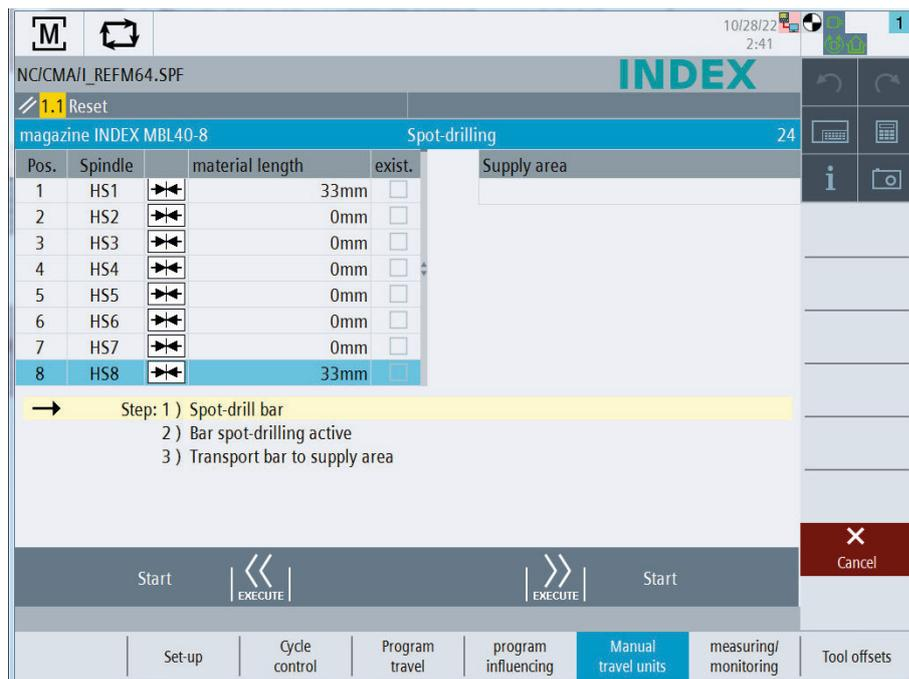 M
10/28/22
2:41
1
NC/CMA/I_REFM64.SPF
INDEX
1.1 Reset
magazine INDEX MBL40-8 Spot-drilling 24
Pos. Spindle material length exist. Supply area
1 HS1 33mm
2 HS2 0mm
3 HS3 0mm
4 HS4 0mm
5 HS5 0mm
6 HS6 0mm
7 HS7 0mm
8 HS8 33mm
Step: 1 ) Spot-drill bar
2 ) Bar spot-drilling active
3 ) Transport bar to supply area
i
Cancel
Start EXECUTE EXECUTE Start
Set-up
Cycle
control
Program
travel
program
influencing
Manual
travel units
measuring/
monitoring
Tool offsets